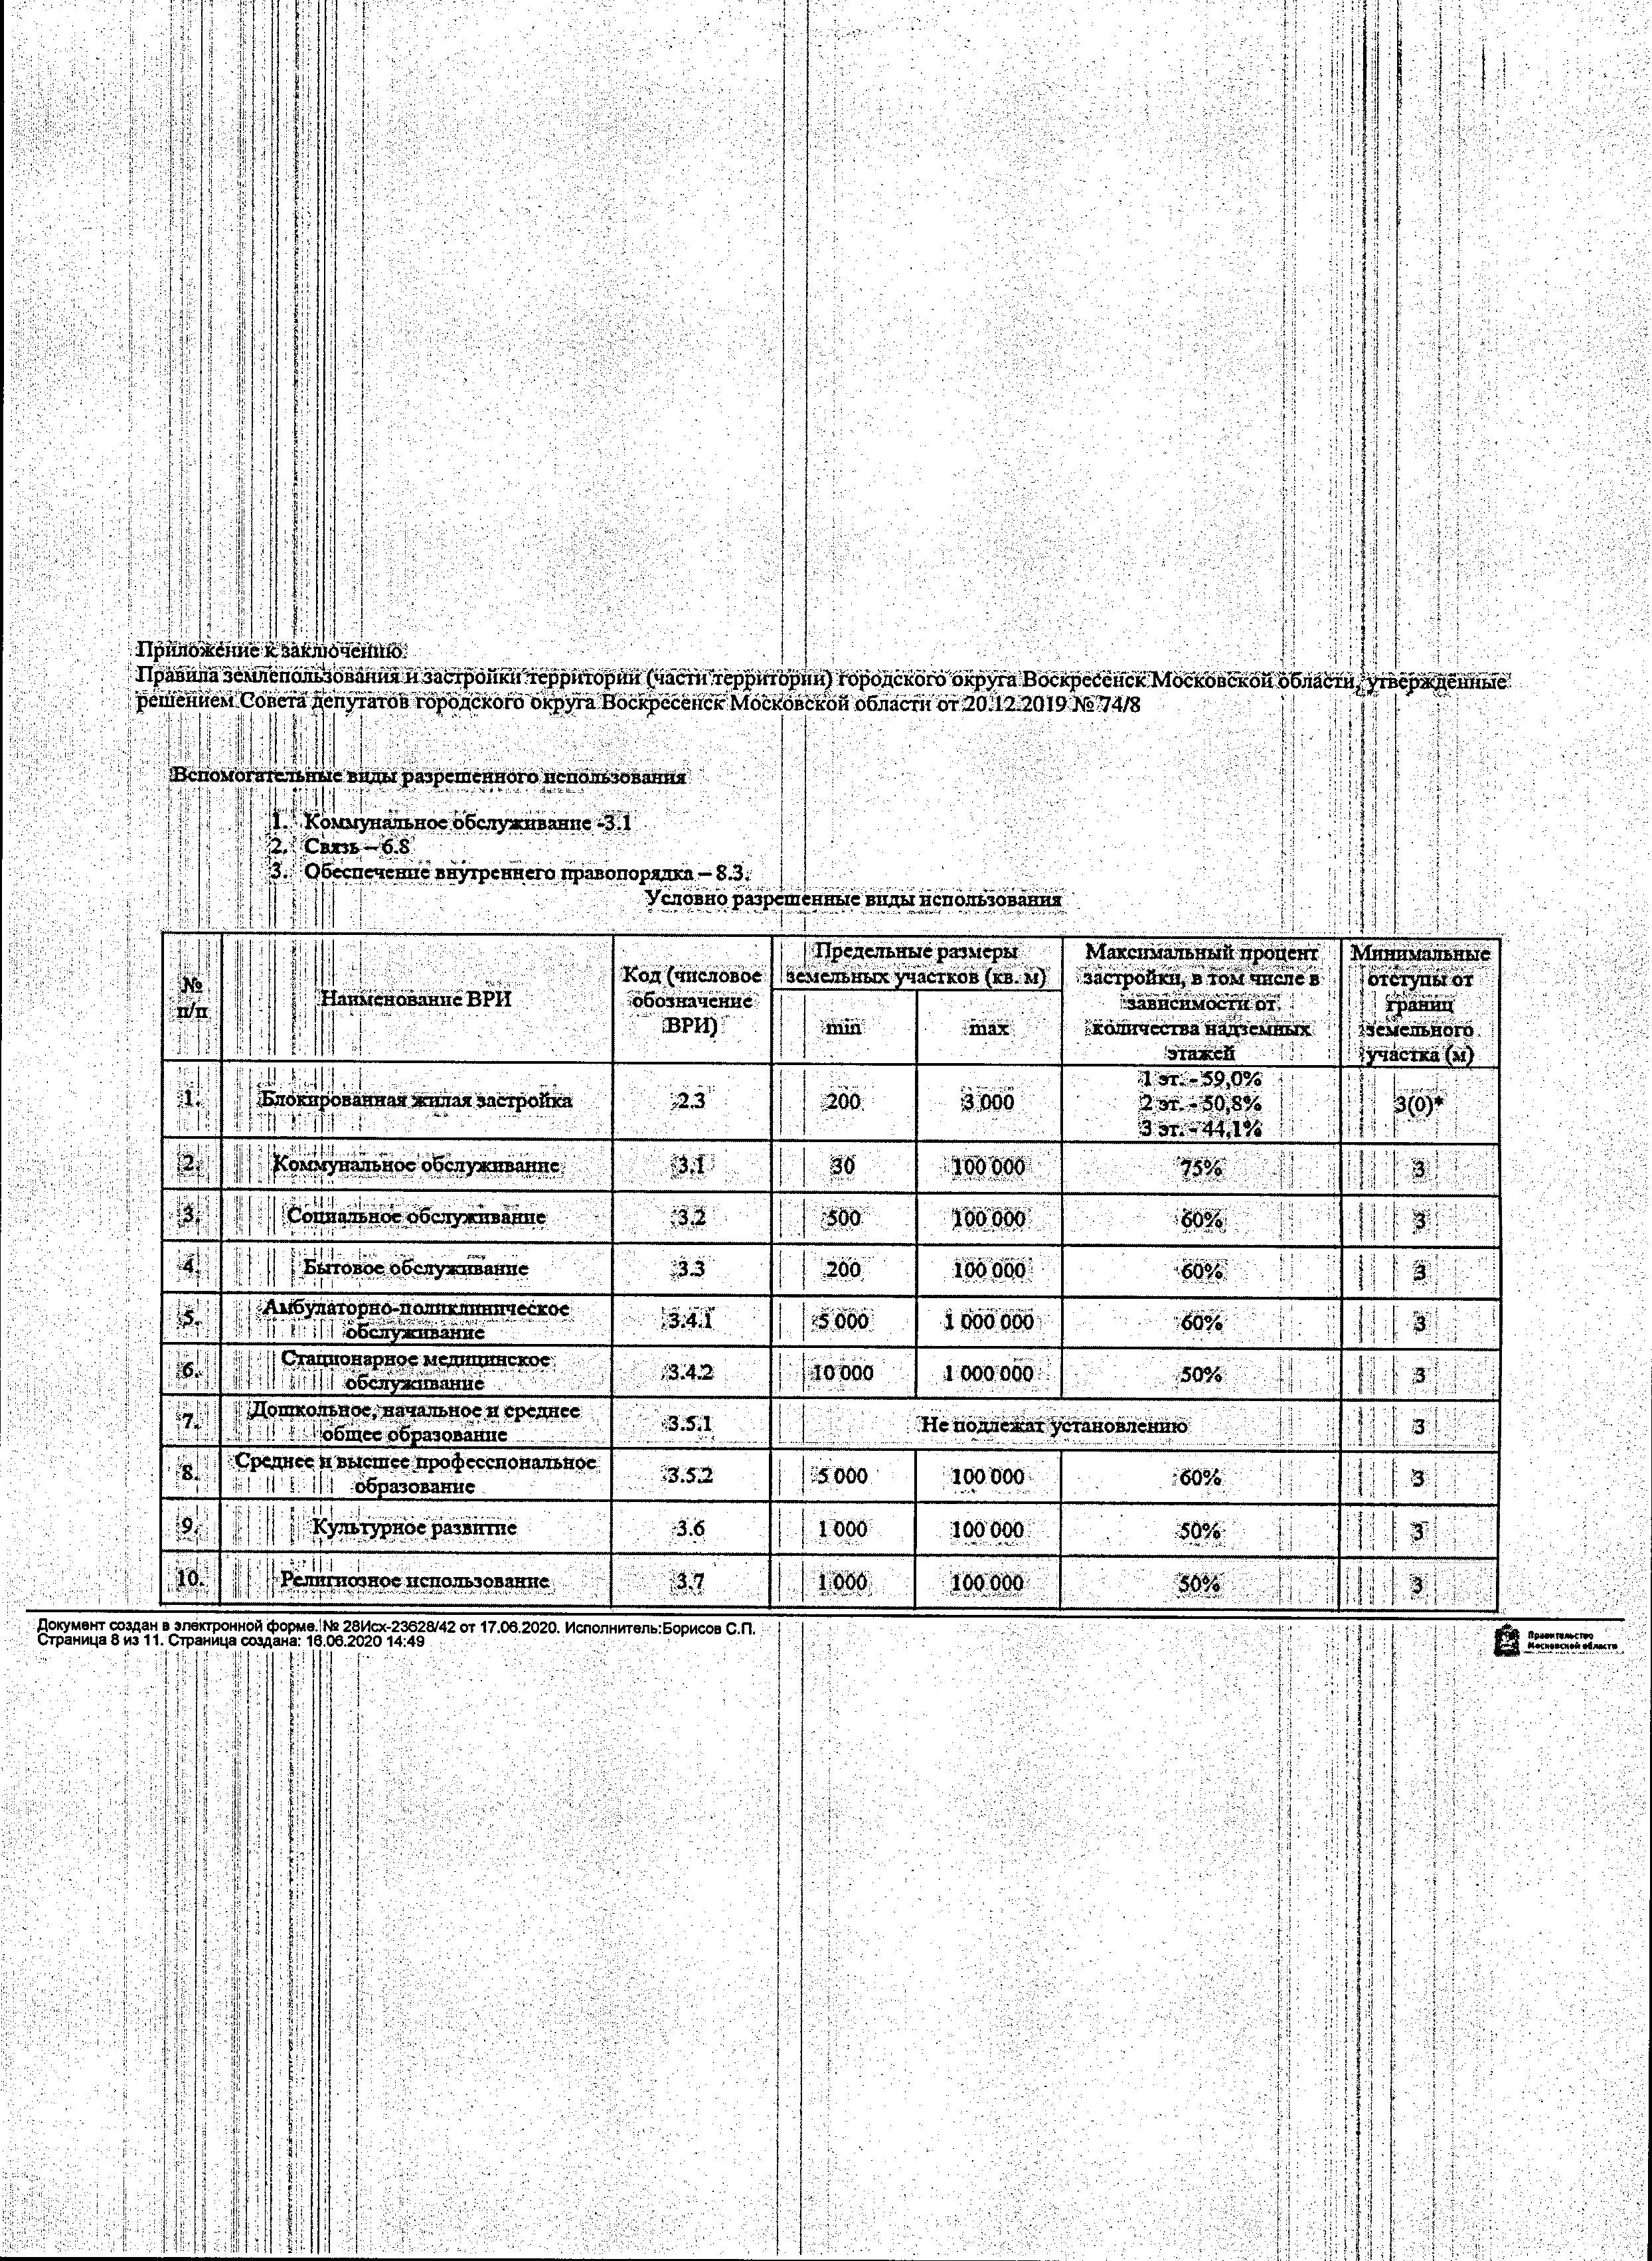 Приложение к заключению:
Правила землепользования и застройки территории (части территории) городского округа Воскресенск Московской области, утверждённые
решением Совета депутатов городского округа Воскресенск Московской области от 20.12.2019 № 74/8
Вспомогательные виды разрешенного использования
1. Коммунальное обслуживание -3.1
2. Связь – 6.8
3. Обеспечение внутреннего правопорядка – 8.3.
Условно разрешенные виды использования
№ п/п
Наименование ВРИ
Код (числовое обозначение ВРИ)
Предельные размеры земельных участков (кв. м)
min
max
Максимальный процент застройки, в том числе в зависимости от количества надземных этажей
Минимальные отступы от границ земельного участка (м)
1. Блокированная жилая застройка 2.3 200 3 000 1 эт. - 59,0% 2 эт. - 50,8% 3 эт. - 44,1% 3(0)*
2. Коммунальное обслуживание 3.1 30 100 000 75% 3
3. Социальное обслуживание 3.2 500 100 000 60% 3
4. Бытовое обслуживание 3.3 200 100 000 60% 3
5. Амбулаторно-поликлиническое обслуживание 3.4.1 5 000 1 000 000 60% 3
6. Стационарное медицинское обслуживание 3.4.2 10 000 1 000 000 50% 3
7. Дошкольное, начальное и среднее общее образование 3.5.1 Не подлежат установлению 3
8. Среднее и высшее профессиональное образование 3.5.2 5 000 100 000 60% 3
9. Культурное развитие 3.6 1 000 100 000 50% 3
10. Религиозное использование 3.7 1 000 100 000 50% 3
Документ создан в электронной форме. № 28Исх-23628/42 от 17.06.2020. Исполнитель:Борисов С.П.
Страница 8 из 11. Страница создана: 16.06.2020 14:49
Правительство
Московской области